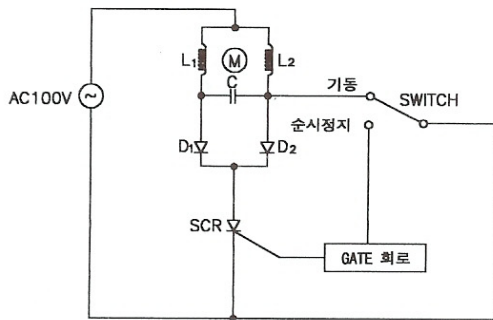 L₁
M
L₂
C
AC100V
~
기동
SWITCH
순시정지
D₁
D₂
SCR
GATE 회로